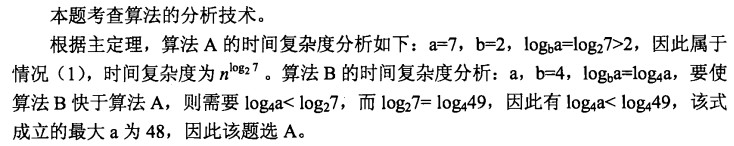 本题考查算法的分析技术。
根据主定理，算法 A 的时间复杂度分析如下：a=7，b=2，log_b a=log_2 7>2，因此属于
情况（1），时间复杂度为 n^{log_2 7}。算法 B 的时间复杂度分析：a，b=4，log_b a=log_4 a，要使
算法 B 快于算法 A，则需要 log_4 a< log_2 7，而 log_2 7= log_4 49，因此有 log_4 a< log_4 49，该式
成立的最大 a 为 48，因此该题选 A。